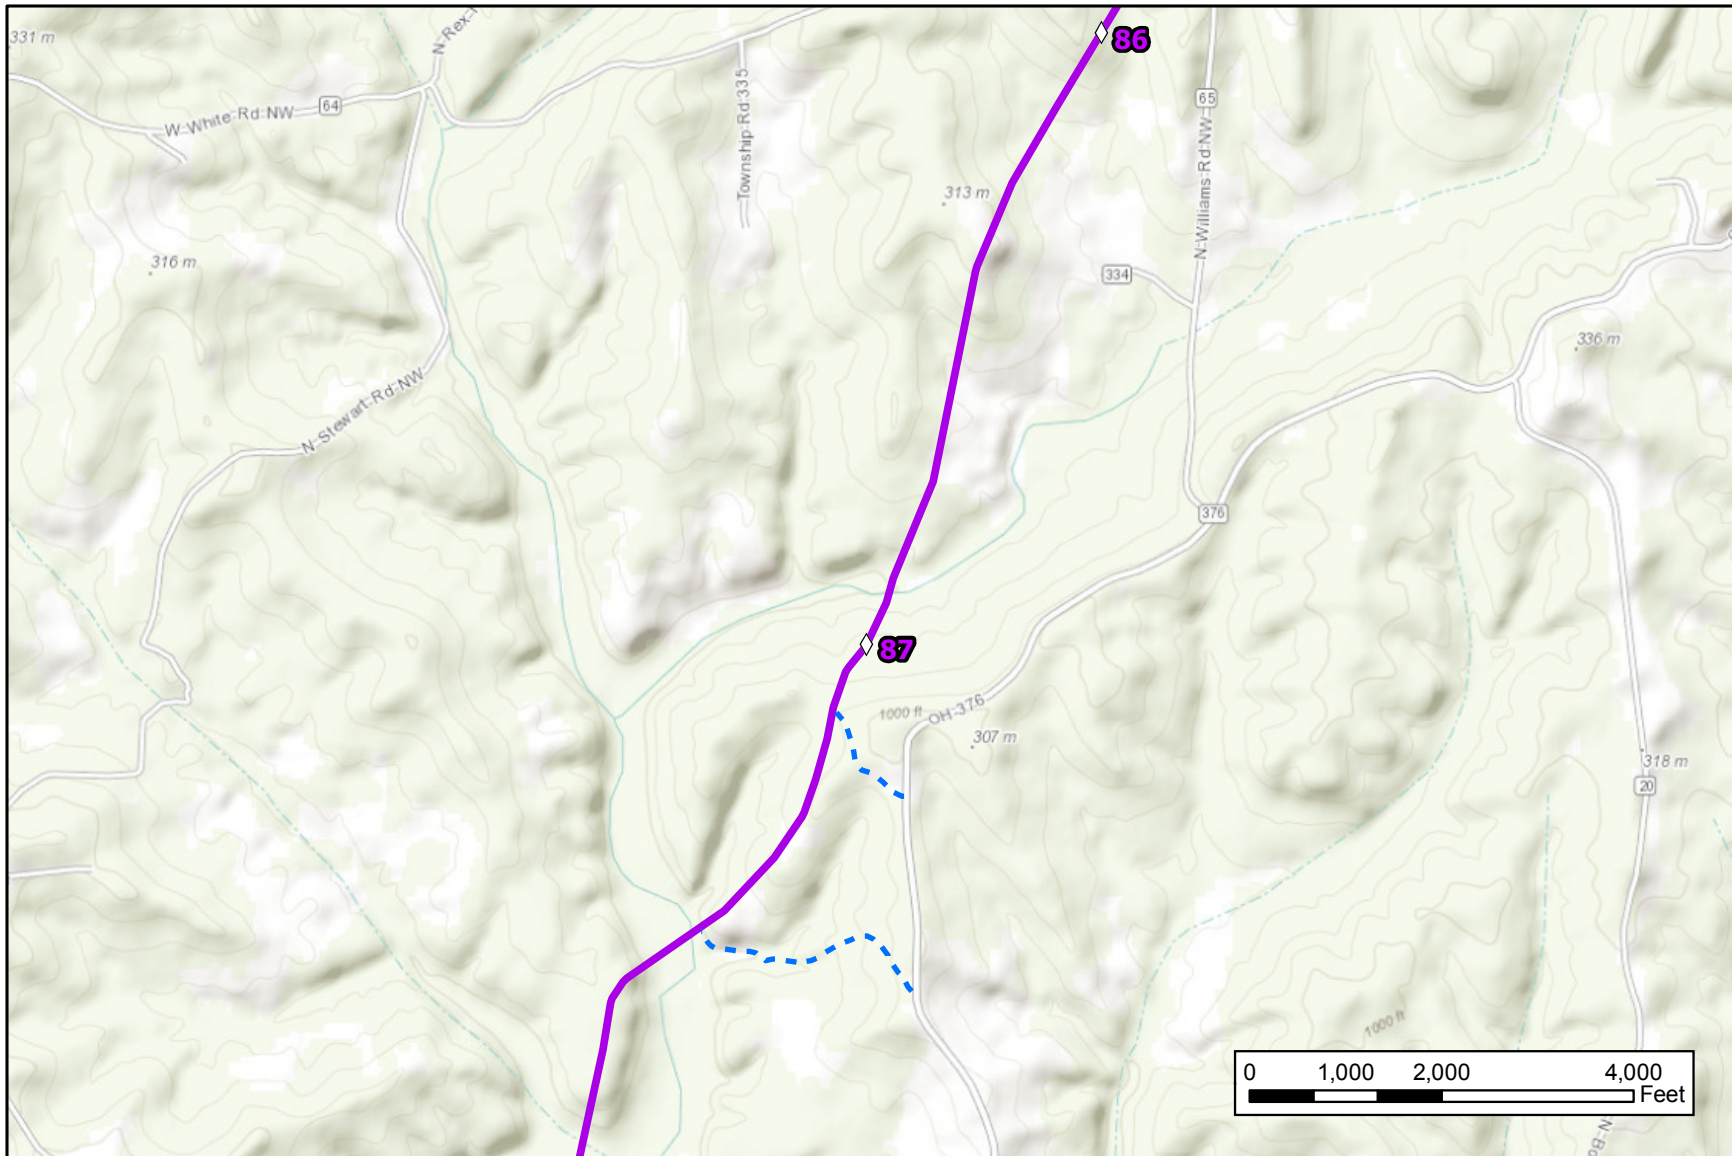 86
331 m
64
W White Rd NW
65
Township Rd 335
N Williams Rd NW
313 m
316 m
334
336 m
N Stewart Rd NW
376
87
1000 ft
OH-376
307 m
318 m
20
1000 ft
0 1,000 2,000 4,000
Feet